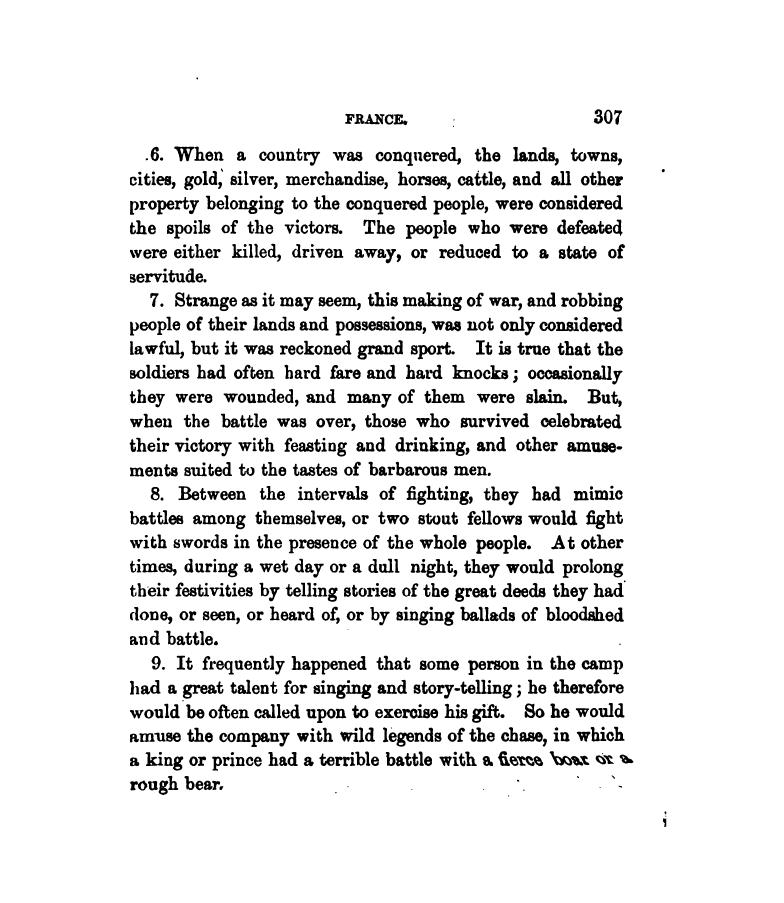 FRANCE. 307
6. When a country was conquered, the lands, towns,
cities, gold, silver, merchandise, horses, cattle, and all other
property belonging to the conquered people, were considered
the spoils of the victors. The people who were defeated
were either killed, driven away, or reduced to a state of
servitude.
7. Strange as it may seem, this making of war, and robbing
people of their lands and possessions, was not only considered
lawful, but it was reckoned grand sport. It is true that the
soldiers had often hard fare and hard knocks; occasionally
they were wounded, and many of them were slain. But,
when the battle was over, those who survived celebrated
their victory with feasting and drinking, and other amuse-
ments suited to the tastes of barbarous men.
8. Between the intervals of fighting, they had mimic
battles among themselves, or two stout fellows would fight
with swords in the presence of the whole people. At other
times, during a wet day or a dull night, they would prolong
their festivities by telling stories of the great deeds they had
done, or seen, or heard of, or by singing ballads of bloodshed
and battle.
9. It frequently happened that some person in the camp
had a great talent for singing and story-telling; he therefore
would be often called upon to exercise his gift. So he would
amuse the company with wild legends of the chase, in which
a king or prince had a terrible battle with a fierce boar or a
rough bear.